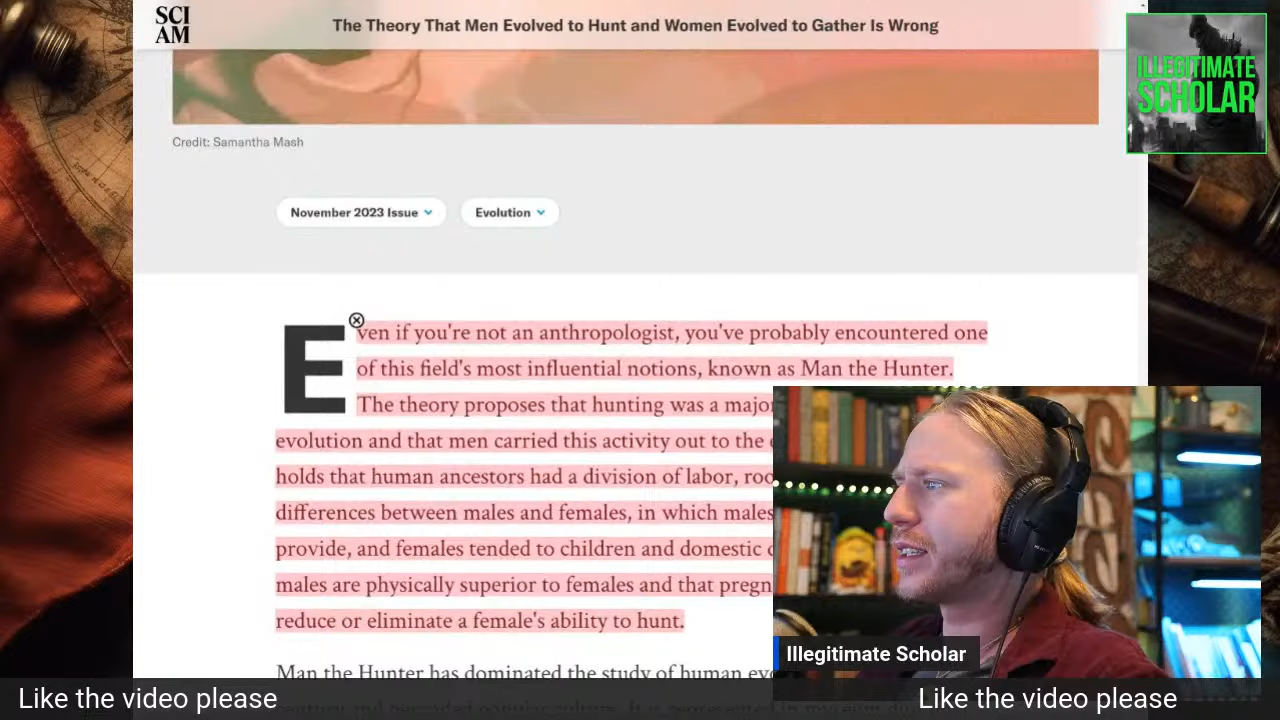 SCI
AM
The Theory That Men Evolved to Hunt and Women Evolved to Gather Is Wrong
ILLEGITIMATE
SCHOLAR
Credit: Samantha Mash
November 2023 Issue
Evolution
Even if you're not an anthropologist, you've probably encountered one
of this field's most influential notions, known as Man the Hunter.
The theory proposes that hunting was a major
evolution and that men carried this activity out to the
holds that human ancestors had a division of labor,
differences between males and females, in which males
provide, and females tended to children and domestic
males are physically superior to females and that
reduce or eliminate a female's ability to hunt.
Man the Hunter has dominated the study of human
Illegitimate Scholar
Like the video please
Like the video please